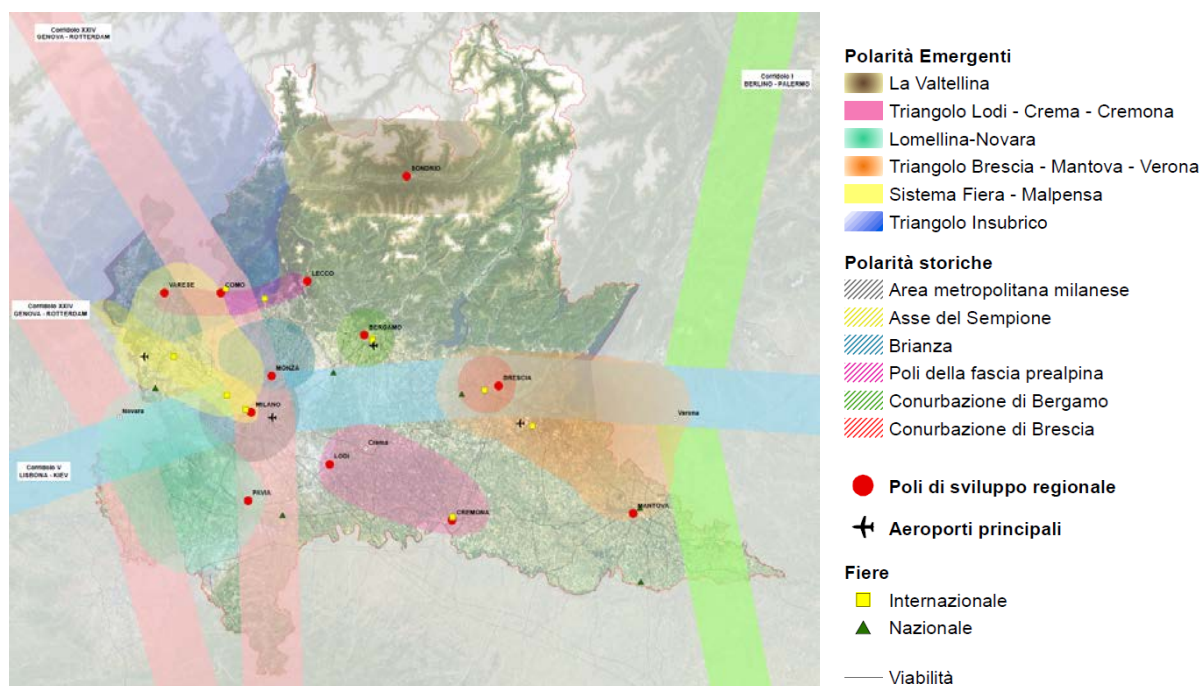 Corridoio XXIV
GENOVA - ROTTERDAM
Corridoio I
BERLINO - PALERMO
SONDRIO
LECCO
VARESE
COMO
Corridoio XXIV
GENOVA - ROTTERDAM
BERGAMO
MONZA
BRESCIA
Novara
MILANO
Verona
Crema
LODI
Corridoio V
LISBONA - KIEV
PAVIA
CREMONA
MANTOVA
Polarità Emergenti
La Valtellina
Triangolo Lodi - Crema - Cremona
Lomellina-Novara
Triangolo Brescia - Mantova - Verona
Sistema Fiera - Malpensa
Triangolo Insubrico
Polarità storiche
Area metropolitana milanese
Asse del Sempione
Brianza
Poli della fascia prealpina
Conurbazione di Bergamo
Conurbazione di Brescia
Poli di sviluppo regionale
Aeroporti principali
Fiere
Internazionale
Nazionale
Viabilità